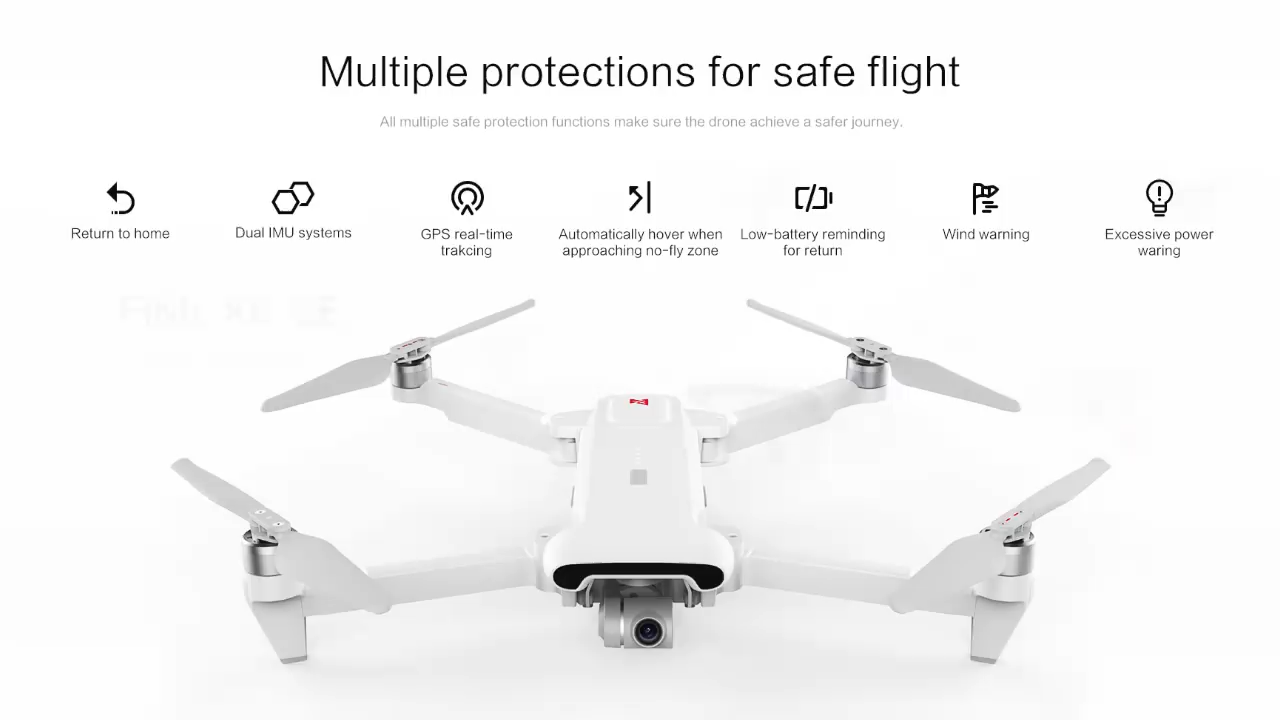 Multiple protections for safe flight
All multiple safe protection functions make sure the drone achieve a safer journey.
Return to home
Dual IMU systems
GPS real-time
trakcing
Automatically hover when
approaching no-fly zone
Low-battery reminding
for return
Wind warning
Excessive power
waring